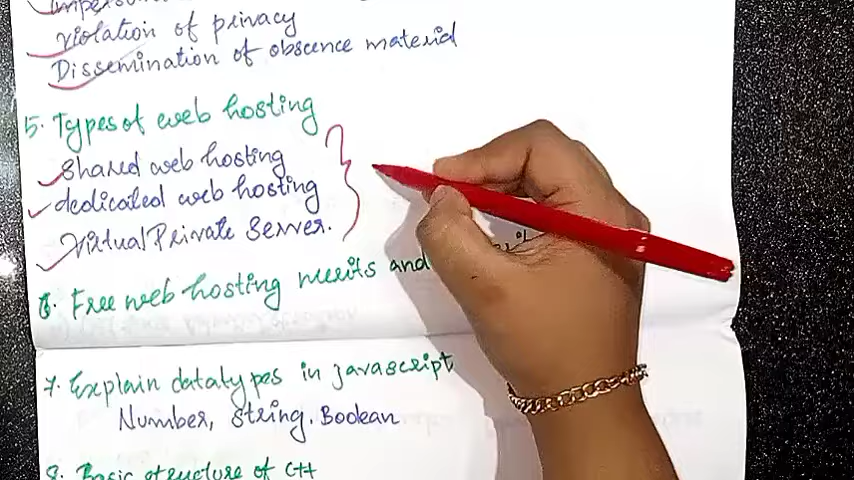 violation of privacy
Dissemination of obscence material
5. Types of web hosting
shared web hosting
dedicated web hosting
Virtual Private Server.
6. Free web hosting merits and
7. Explain datatypes in javascript
Number, string. Boolean
8. Basic structure of C++